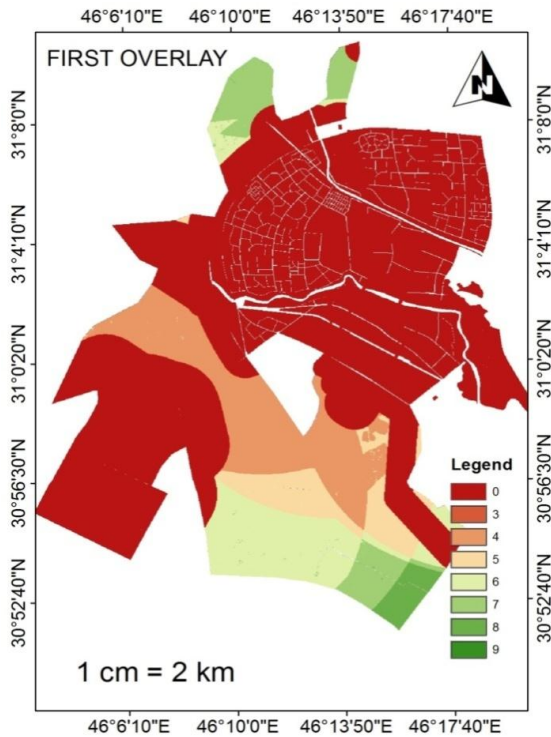 46°6'10"E 46°10'0"E 46°13'50"E 46°17'40"E
FIRST OVERLAY
N
31°8'0"N 31°8'0"N
31°4'10"N 31°4'10"N
31°0'20"N 31°0'20"N
30°56'30"N 30°56'30"N
30°52'40"N 30°52'40"N
Legend
0
3
4
5
6
7
8
9
1 cm = 2 km
46°6'10"E 46°10'0"E 46°13'50"E 46°17'40"E